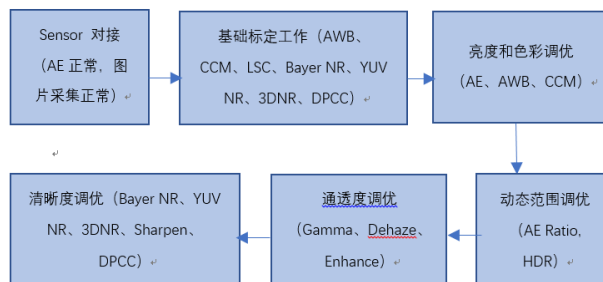 Sensor 对接
（AE 正常，图
片采集正常）
基础标定工作（AWB、
CCM、LSC、Bayer NR、YUV
NR、3DNR、DPCC）
亮度和色彩调优
（AE、AWB、CCM）
动态范围调优
（AE Ratio,
HDR）
通透度调优
（Gamma、Dehaze、
Enhance）
清晰度调优（Bayer NR、YUV
NR、3DNR、Sharpen、
DPCC）